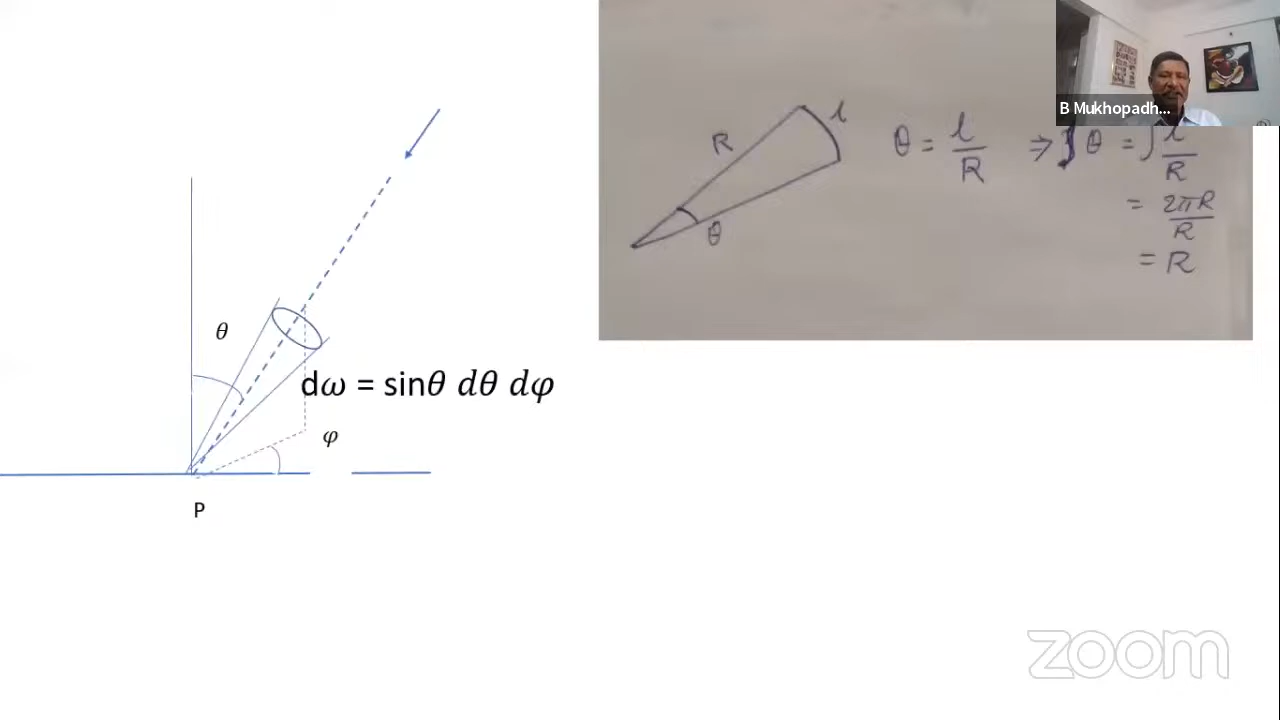 B Mukhopadh...
l
R
θ = l/R ⇒ ∫ θ = ∫ l/R
= 2πR/R
= R
θ
θ
dω = sinθ dθ dφ
φ
P
zoom